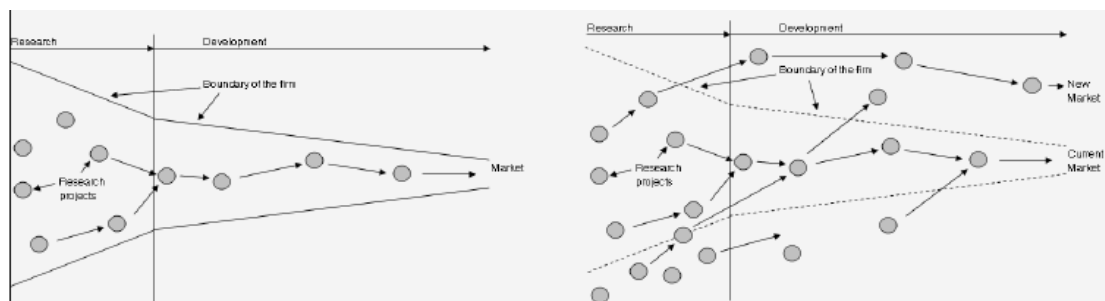 Research
Development
Boundary of the firm
Research
projects
Market
Research
Development
Boundary of the firm
New
Market
Research
projects
Current
Market